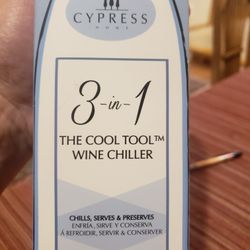 CYPRESS
HOME
3-in-1
THE COOL TOOL™
WINE CHILLER
CHILLS, SERVES & PRESERVES
ENFRÍA, SIRVE Y CONSERVA
À REFROIDIR, SERVIR & CONSERVER